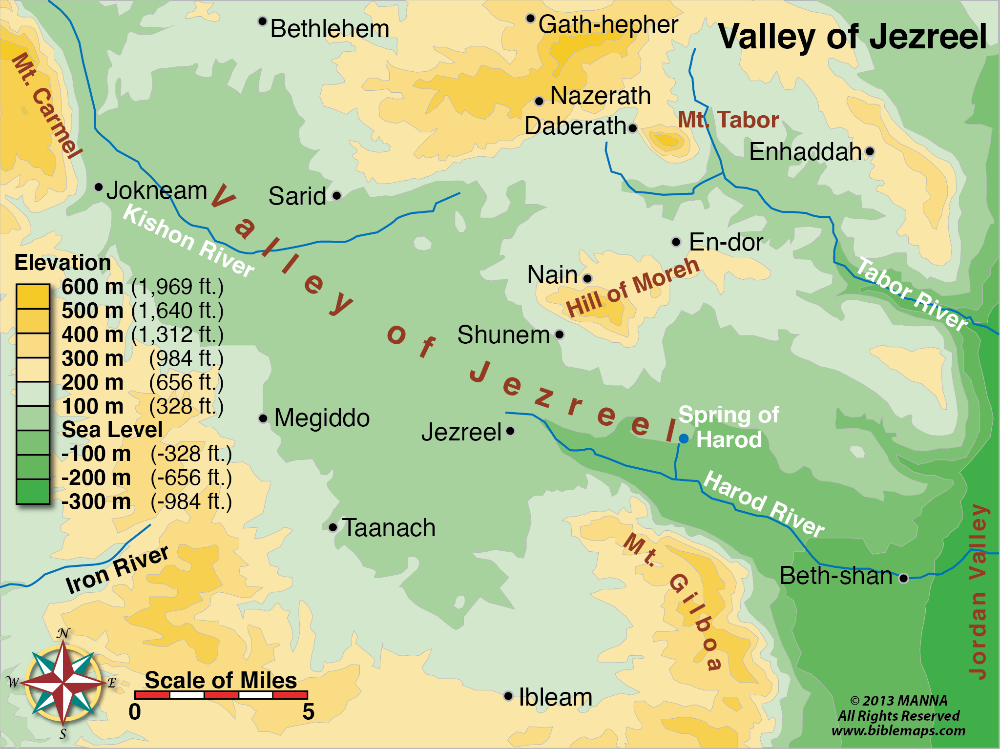 Valley of Jezreel
Bethlehem
Gath-hepher
Mt. Carmel
Nazerath
Daberath
Mt. Tabor
Enhaddah
Jokneam
Sarid
Kishon River
Valley of Jezreel
En-dor
Nain
Hill of Moreh
Tabor River
Shunem
Elevation
600 m (1,969 ft.)
500 m (1,640 ft.)
400 m (1,312 ft.)
300 m (984 ft.)
200 m (656 ft.)
100 m (328 ft.)
Sea Level
-100 m (-328 ft.)
-200 m (-656 ft.)
-300 m (-984 ft.)
Megiddo
Jezreel
Spring of
Harod
Harod River
Taanach
Mt. Gilboa
Iron River
Beth-shan
Jordan Valley
N
W
E
S
Scale of Miles
0 5
Ibleam
© 2013 MANNA
All Rights Reserved
www.biblemaps.com